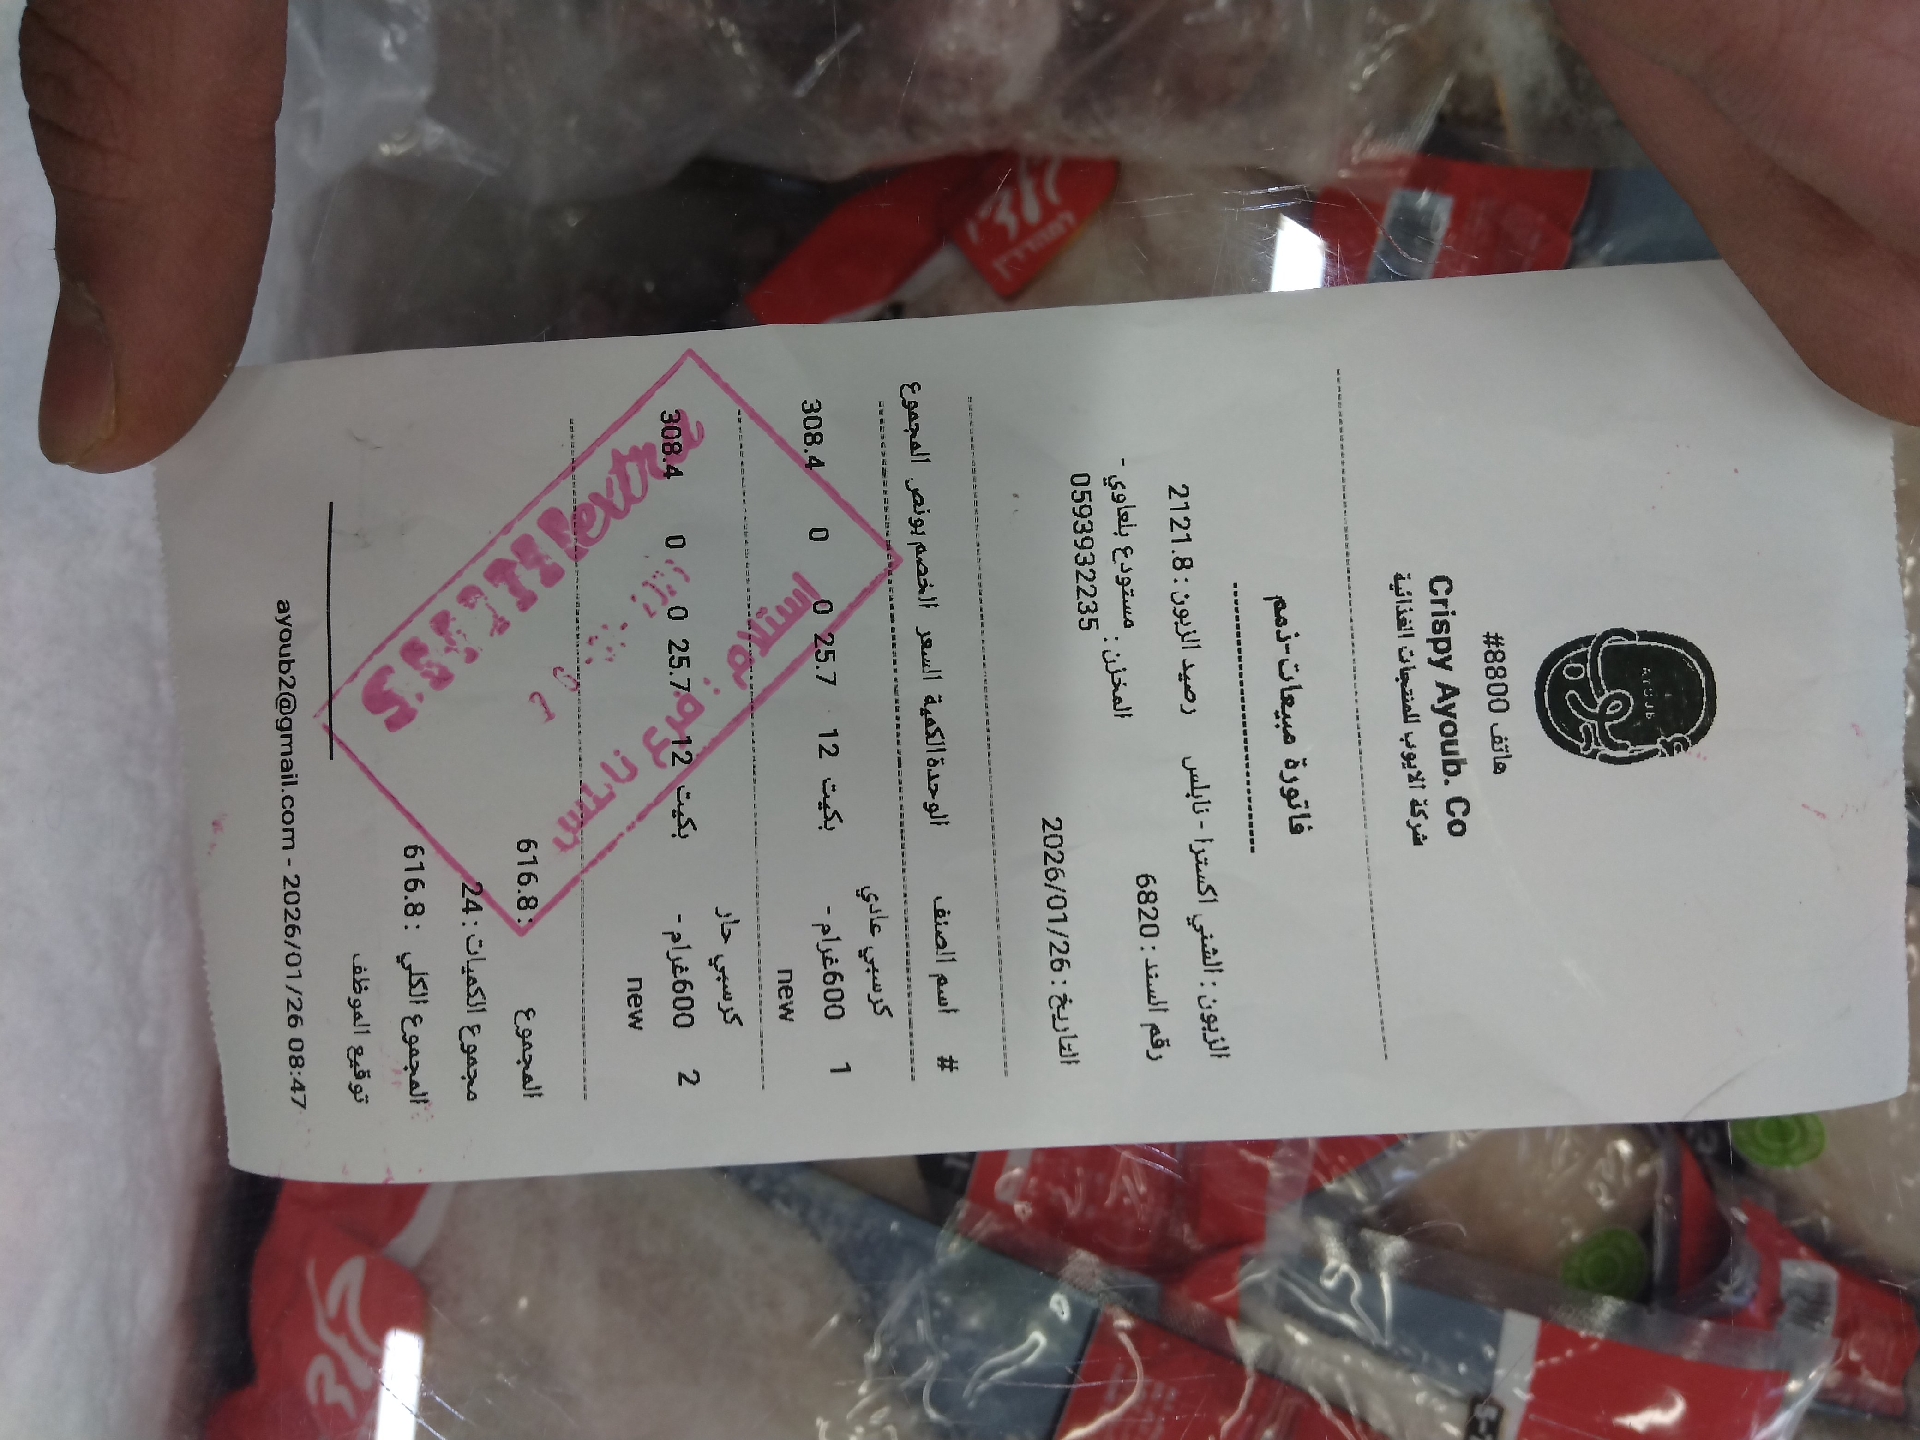 هاتف 8800#
Crispy Ayoub. Co
شركة الايوب للمنتجات الغذائية
فاتورة مبيعات-ذمم
الزبون : الشني اكسترا - نابلس رصيد الزبون : 2121.8
رقم السند : 6820 المخزن : مستودع بلعاوي - 0593932235
التاريخ : 2026/01/26
# اسم الصنف الوحدة الكمية السعر الخصم بونص المجموع
1 كرسبي عادي 600غرام - new بكيت 12 25.7 0 0 308.4
2 كرسبي حار 600غرام - new بكيت 12 25.7 0 0 308.4
المجموع : 616.8
مجموع الكميات : 24
المجموع الكلي : 616.8
توقيع الموظف
ayoub2@gmail.com - 2026/01/26 08:47
extra
إستلام : فرع نابلس